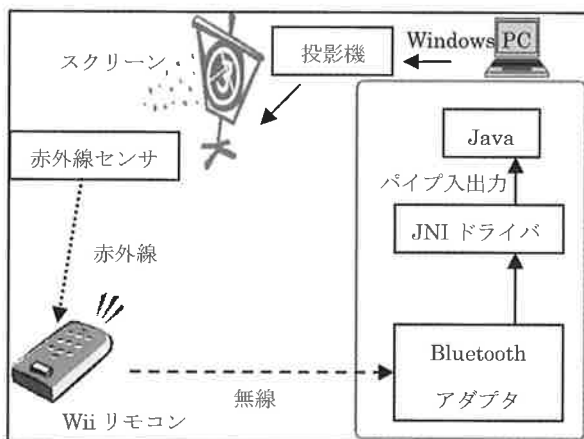 スクリーン
投影機
Windows PC
赤外線センサ
Java
パイプ入出力
JNI ドライバ
赤外線
Bluetooth
アダプタ
無線
Wii リモコン